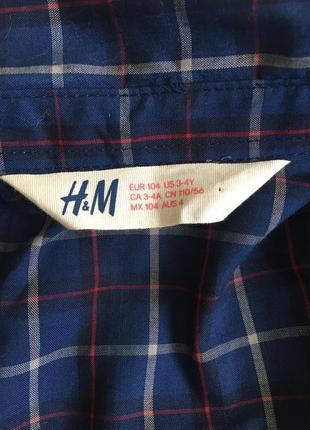 H&M
EUR 104 US 3-4Y
CA 3-4A CN 110/56
MX 104 AUS 4